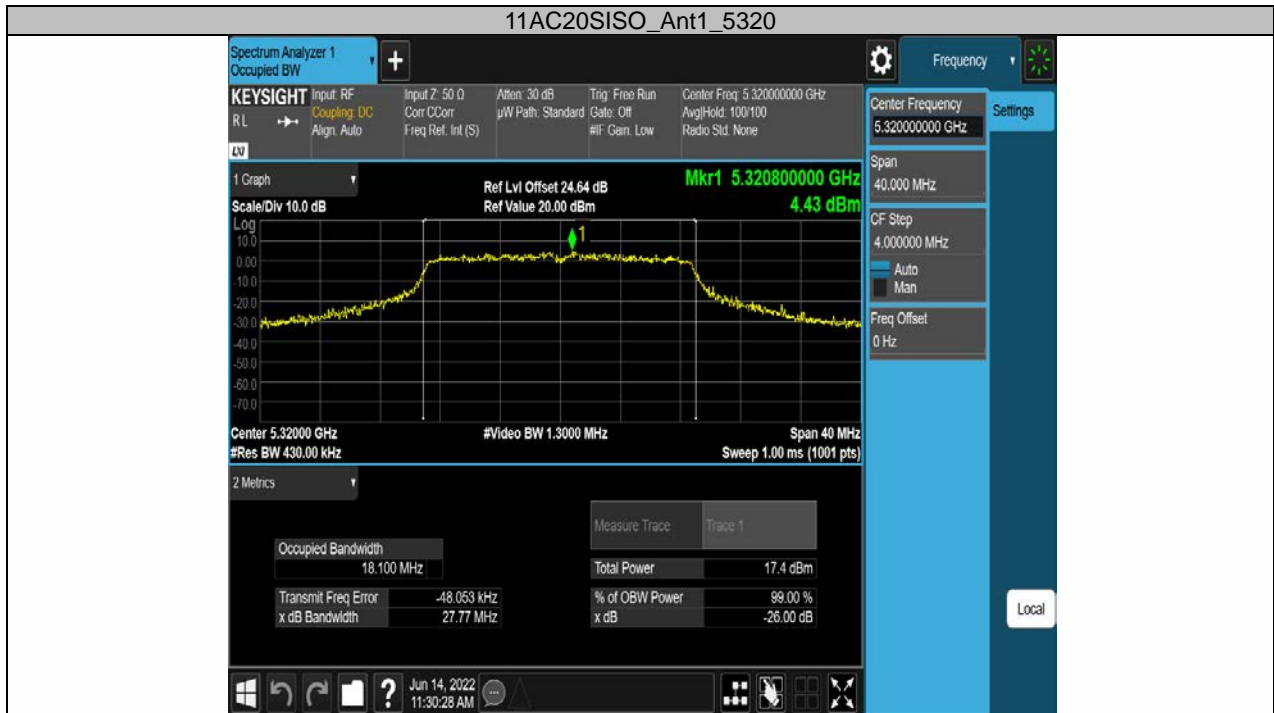 11AC20SISO_Ant1_5320
Spectrum Analyzer 1
Occupied BW
+
Frequency
KEYSIGHT
RL
LXI
Input: RF
Coupling: DC
Align: Auto
Input Z: 50 Ω
Corr CCorr
Freq Ref: Int (S)
Atten: 30 dB
µW Path: Standard
Trig: Free Run
Gate: Off
#IF Gain: Low
Center Freq: 5.320000000 GHz
Avg|Hold: 100/100
Radio Std: None
Center Frequency
5.320000000 GHz
Settings
Span
40.000 MHz
CF Step
4.000000 MHz
Auto
Man
Freq Offset
0 Hz
Local
1 Graph
Scale/Div 10.0 dB
Ref Lvl Offset 24.64 dB
Ref Value 20.00 dBm
Mkr1 5.320800000 GHz
4.43 dBm
Log
10.0
0.00
-10.0
-20.0
-30.0
-40.0
-50.0
-60.0
-70.0
1
Center 5.32000 GHz
#Res BW 430.00 kHz
#Video BW 1.3000 MHz
Span 40 MHz
Sweep 1.00 ms (1001 pts)
2 Metrics
Measure Trace Trace 1
Occupied Bandwidth
18.100 MHz
Total Power 17.4 dBm
Transmit Freq Error -48.053 kHz
% of OBW Power 99.00 %
x dB Bandwidth 27.77 MHz
x dB -26.00 dB
?
Jun 14, 2022
11:30:28 AM